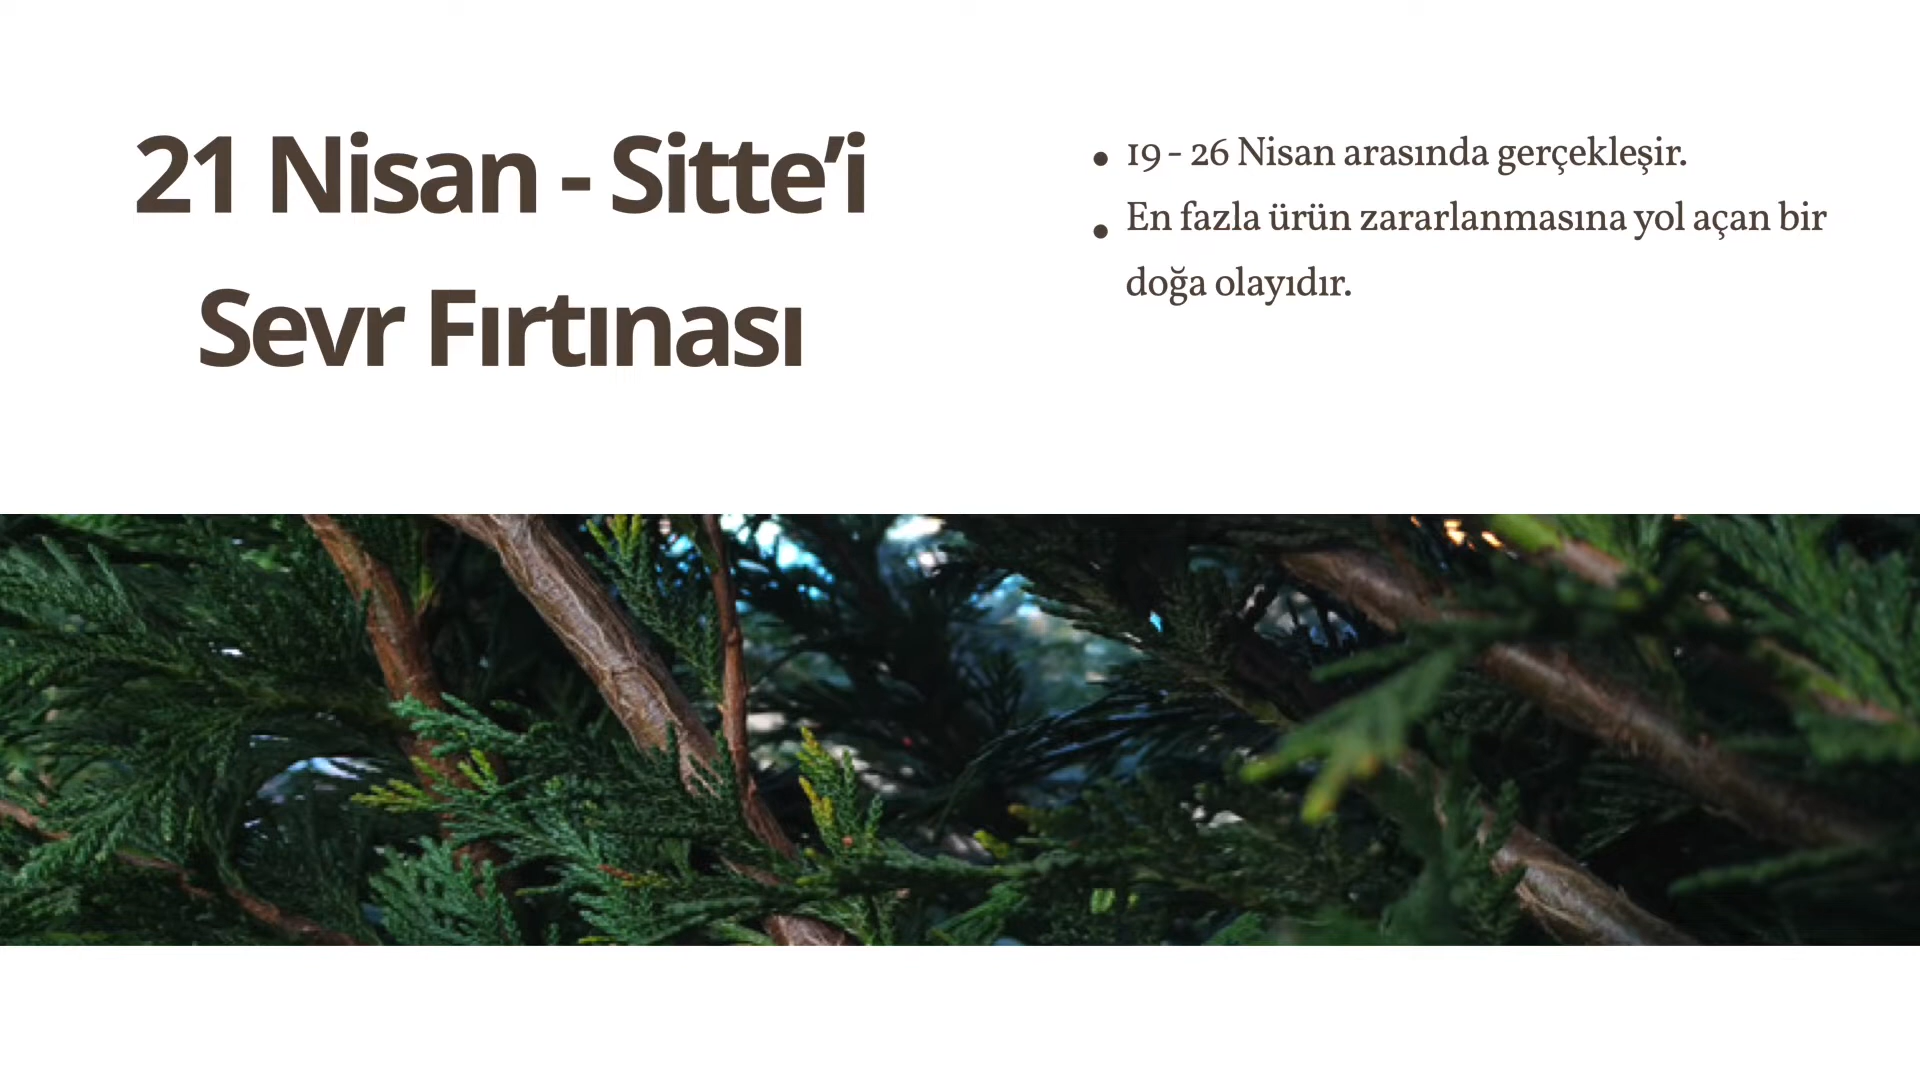 21 Nisan - Sitte’i
Sevr Fırtınası
• 19 - 26 Nisan arasında gerçekleşir.
• En fazla ürün zararlanmasına yol açan bir
doğa olayıdır.